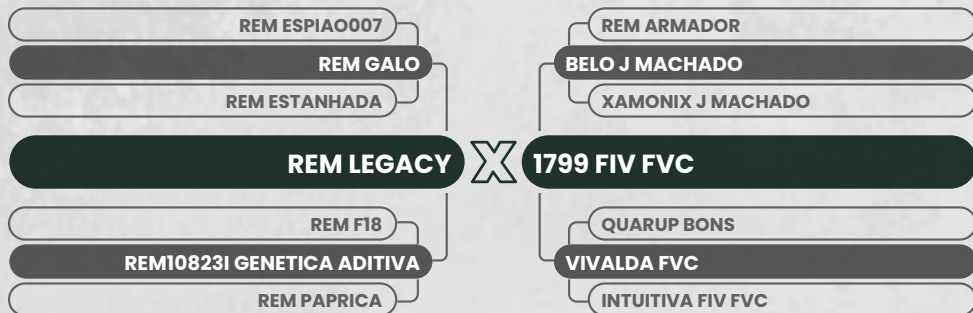 REM ESPIAO007
REM GALO
REM ESTANHADA
REM LEGACY
REM F18
REM10823I GENETICA ADITIVA
REM PAPRICA
X
REM ARMADOR
BELO J MACHADO
XAMONIX J MACHADO
1799 FIV FVC
QUARUP BONS
VIVALDA FVC
INTUITIVA FIV FVC